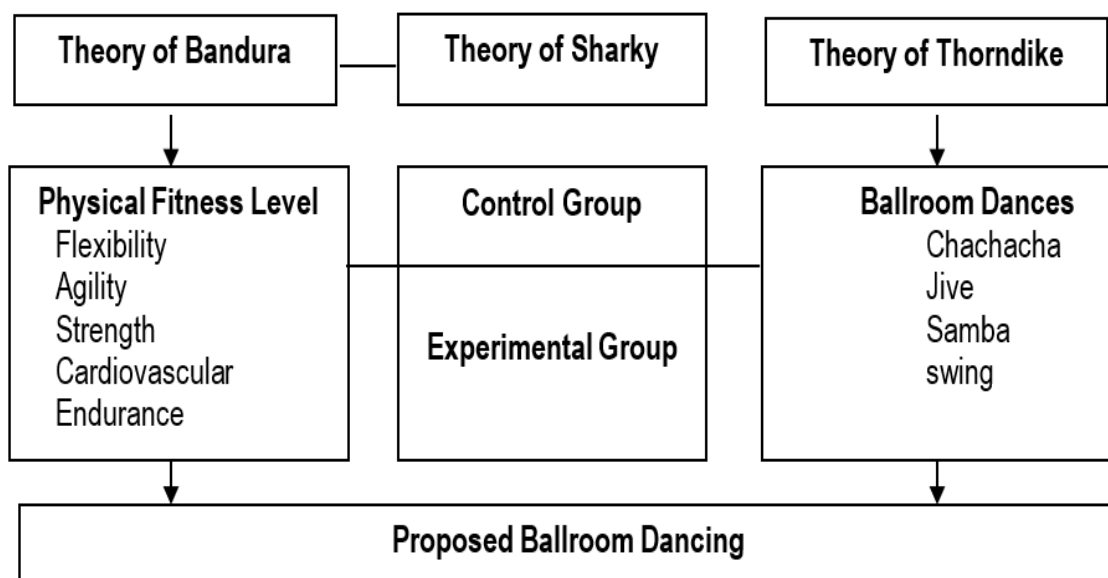 Theory of Bandura
Theory of Sharky
Theory of Thorndike
Physical Fitness Level
Flexibility
Agility
Strength
Cardiovascular
Endurance
Control Group
Experimental Group
Ballroom Dances
Chachacha
Jive
Samba
swing
Proposed Ballroom Dancing